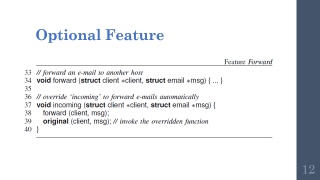 Optional Feature
Feature Forward
33 // forward an e-mail to another host
34 void forward (struct client *client, struct email *msg) { ... }
35
36 // override 'incoming' to forward e-mails automatically
37 void incoming (struct client *client, struct email *msg) {
38 forward (client, msg);
39 original (client, msg); // invoke the overridden function
40 }
12